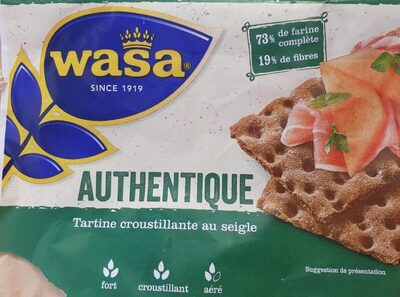 wasa®
SINCE 1919
73% de farine
complète
19% de fibres
AUTHENTIQUE
Tartine croustillante au seigle
fort croustillant aéré
Suggestion de présentation